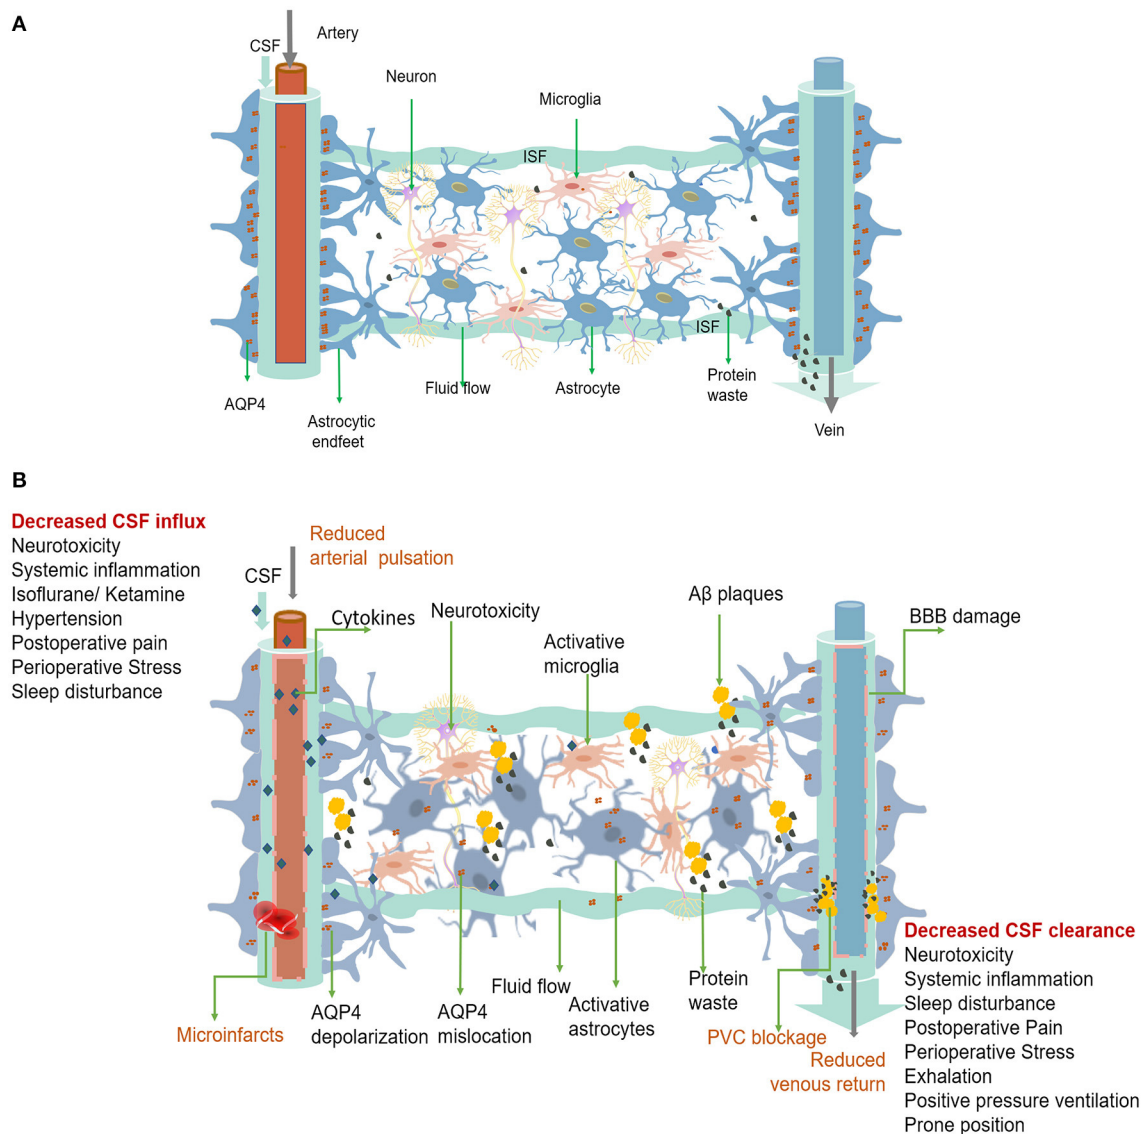 A
CSF
Artery
Neuron
Microglia
ISF
ISF
AQP4
Astrocytic
endfeet
Fluid flow
Astrocyte
Protein
waste
Vein
B
Decreased CSF influx
Neurotoxicity
Systemic inflammation
Isoflurane/ Ketamine
Hypertension
Postoperative pain
Perioperative Stress
Sleep disturbance
CSF
Reduced
arterial pulsation
Cytokines
Neurotoxicity
Activative
microglia
Aβ plaques
BBB damage
Microinfarcts
AQP4
depolarization
AQP4
mislocation
Fluid flow
Activative
astrocytes
Protein
waste
PVC blockage
Reduced
venous return
Decreased CSF clearance
Neurotoxicity
Systemic inflammation
Sleep disturbance
Postoperative Pain
Perioperative Stress
Exhalation
Positive pressure ventilation
Prone position